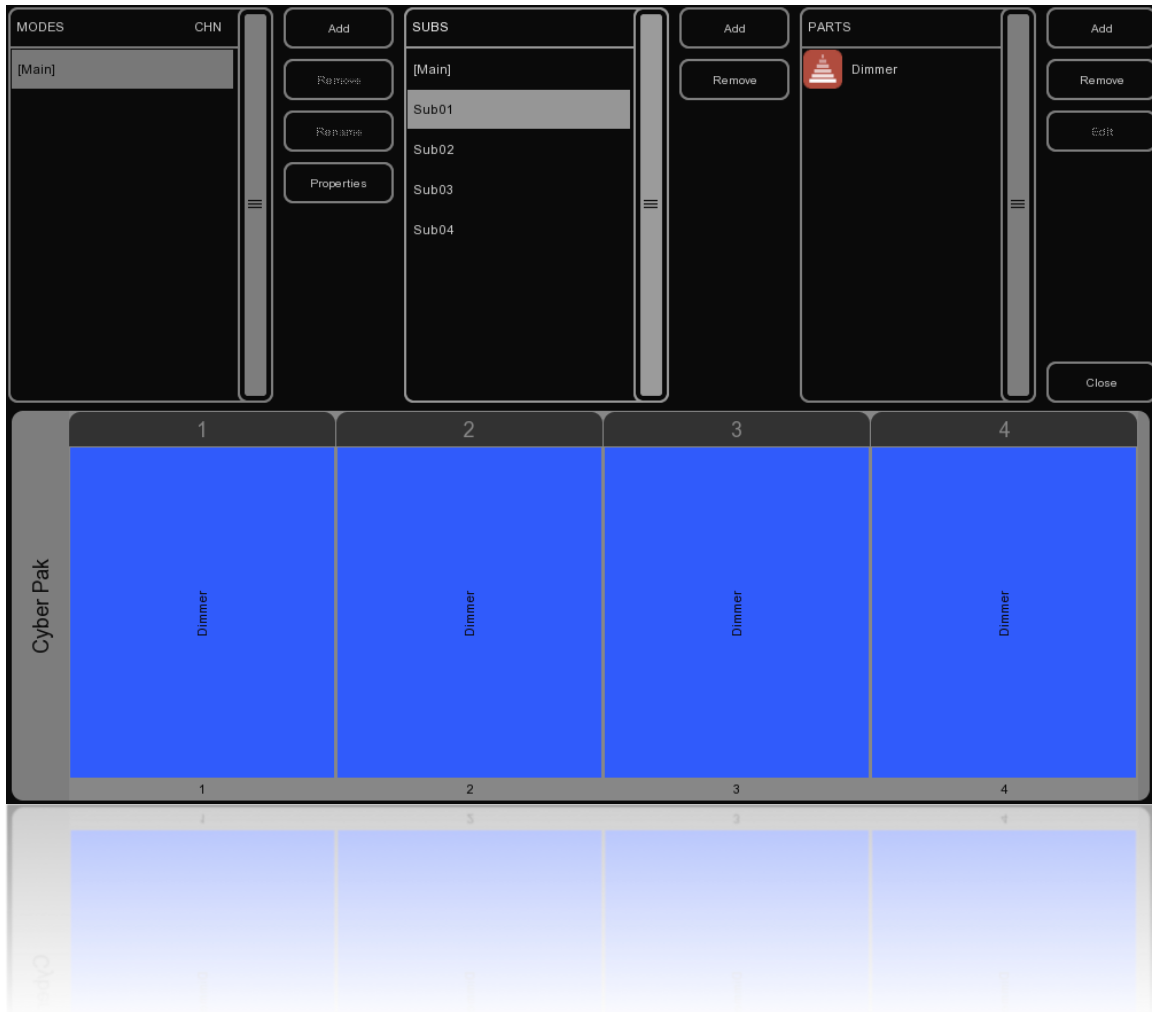 MODES CHN
[Main]
Add
Remove
Rename
Properties
SUBS
[Main]
Sub01
Sub02
Sub03
Sub04
Add
Remove
PARTS
Dimmer
Add
Remove
Edit
Close
Cyber Pak
1 2 3 4
Dimmer Dimmer Dimmer Dimmer
1 2 3 4